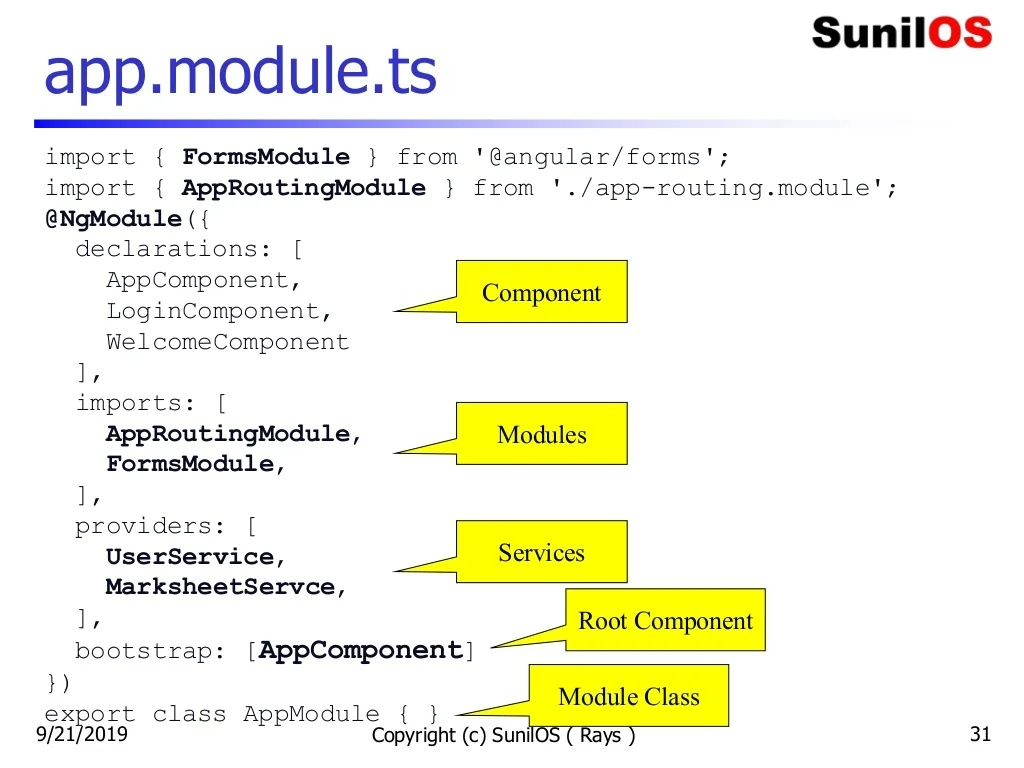 SunilOS
app.module.ts
import { FormsModule } from '@angular/forms';
import { AppRoutingModule } from './app-routing.module';
@NgModule({
declarations: [
AppComponent,
LoginComponent,
WelcomeComponent
],
imports: [
AppRoutingModule,
FormsModule,
],
providers: [
UserService,
MarksheetServce,
],
bootstrap: [AppComponent]
})
export class AppModule { }
Component
Modules
Services
Root Component
Module Class
9/21/2019
Copyright (c) SunilOS ( Rays )
31